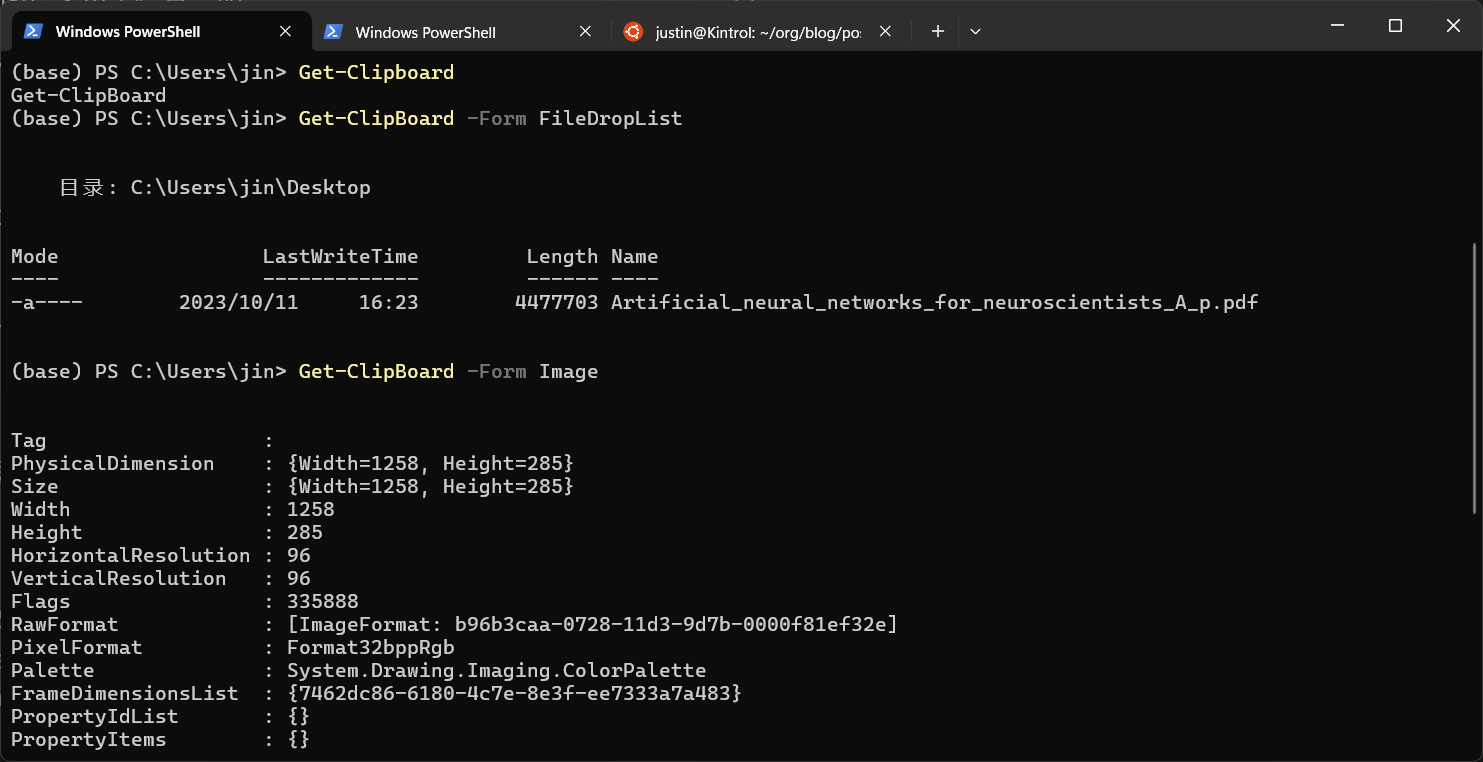 Windows PowerShell
Windows PowerShell
justin@Kintrol: ~/org/blog/pos
(base) PS C:\Users\jin> Get-Clipboard
Get-ClipBoard
(base) PS C:\Users\jin> Get-ClipBoard -Form FileDropList
目录: C:\Users\jin\Desktop
Mode                 LastWriteTime         Length Name
----                 -------------         ------ ----
-a----        2023/10/11     16:23        4477703 Artificial_neural_networks_for_neuroscientists_A_p.pdf
(base) PS C:\Users\jin> Get-ClipBoard -Form Image
Tag                  :
PhysicalDimension    : {Width=1258, Height=285}
Size                 : {Width=1258, Height=285}
Width                : 1258
Height               : 285
HorizontalResolution : 96
VerticalResolution   : 96
Flags                : 335888
RawFormat            : [ImageFormat: b96b3caa-0728-11d3-9d7b-0000f81ef32e]
PixelFormat          : Format32bppRgb
Palette              : System.Drawing.Imaging.ColorPalette
FrameDimensionsList  : {7462dc86-6180-4c7e-8e3f-ee7333a7a483}
PropertyIdList       : {}
PropertyItems        : {}